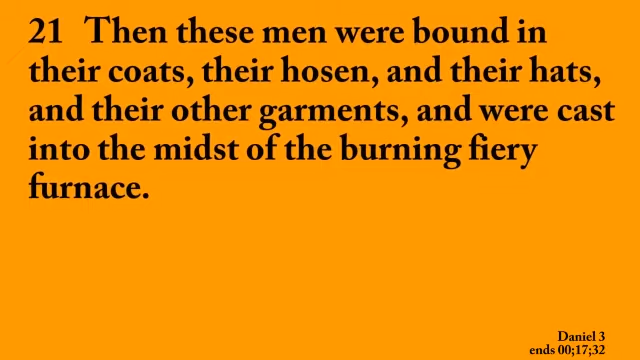 21 Then these men were bound in
their coats, their hosen, and their hats,
and their other garments, and were cast
into the midst of the burning fiery
furnace.
Daniel 3
ends 00;17;32